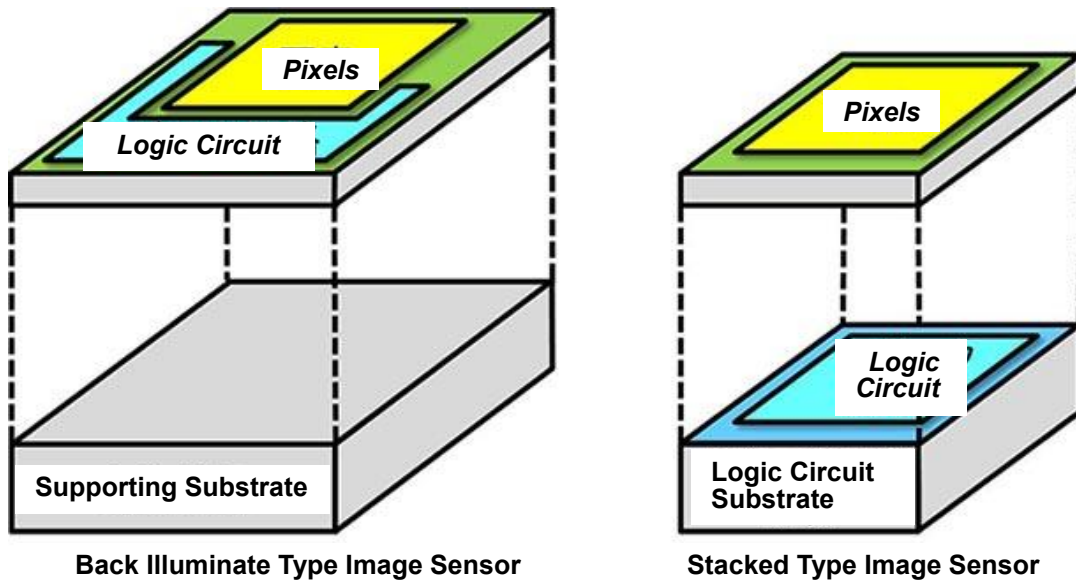 Pixels
Logic Circuit
Supporting Substrate
Back Illuminate Type Image Sensor
Pixels
Logic
Circuit
Logic Circuit
Substrate
Stacked Type Image Sensor